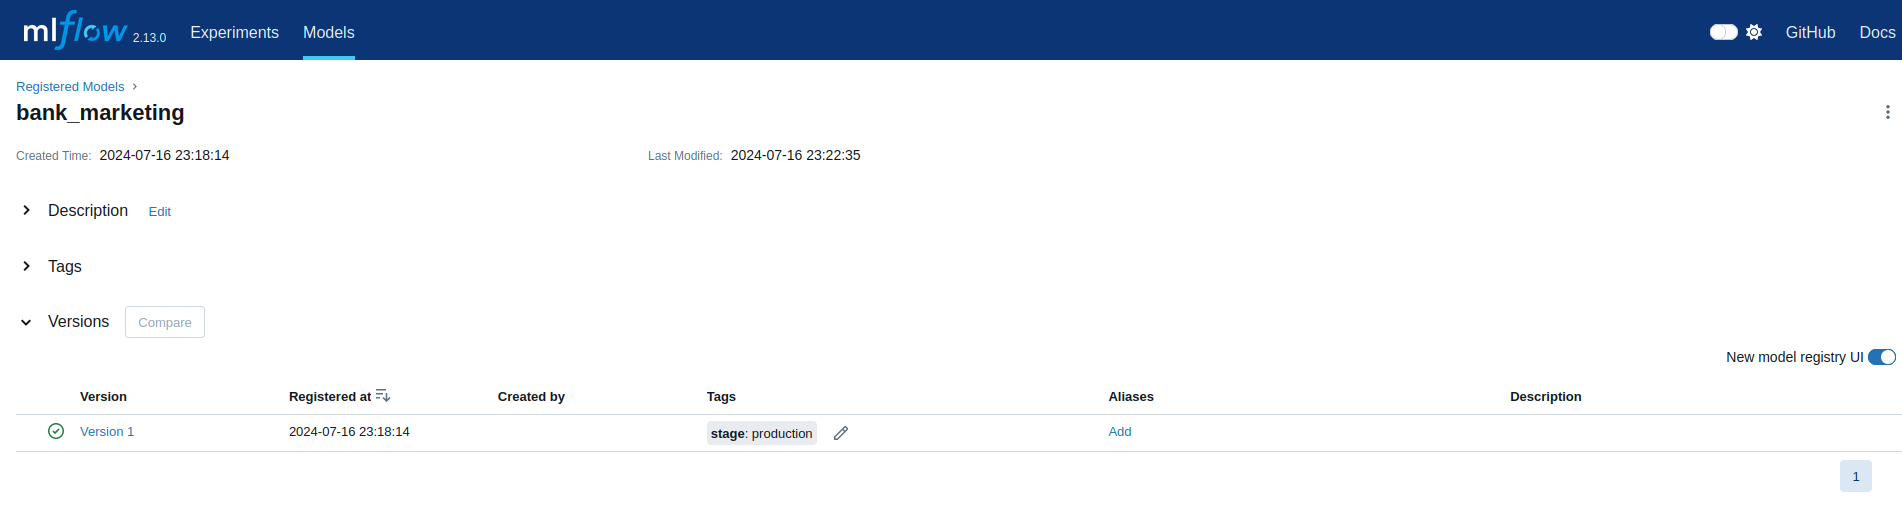 mlflow 2.13.0 Experiments Models GitHub Docs
Registered Models
bank_marketing
Created Time: 2024-07-16 23:18:14 Last Modified: 2024-07-16 23:22:35
Description Edit
Tags
Versions Compare
New model registry UI
Version Registered at Created by Tags Aliases Description
Version 1 2024-07-16 23:18:14 stage: production Add
1